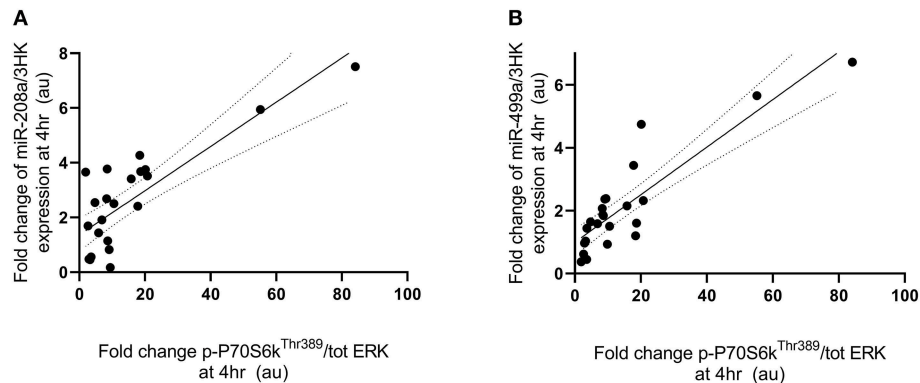 A
Fold change of miR-208a/3HK
expression at 4hr (au)
8
6
4
2
0
0 20 40 60 80 100
Fold change p-P70S6k^Thr389/tot ERK
at 4hr (au)
B
Fold change of miR-499a/3HK
expression at 4hr (au)
6
4
2
0
0 20 40 60 80 100
Fold change p-P70S6k^Thr389/tot ERK
at 4hr (au)